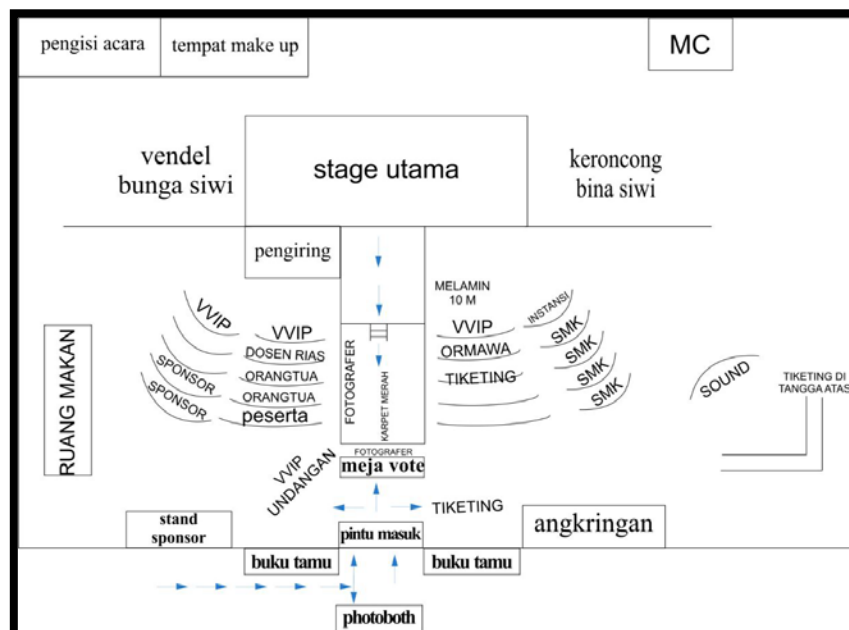 pengisi acara
tempat make up
MC
vendel
bunga siwi
stage utama
keroncong
bina siwi
pengiring
MELAMIN
10 M
VVIP
VVIP
VVIP
INSTANSI
DOSEN RIAS
ORMAWA
SMK
SPONSOR
ORANGTUA
TIKETING
SMK
SPONSOR
ORANGTUA
SMK
peserta
SMK
FOTOGRAFER
KARPET MERAH
RUANG MAKAN
SOUND
TIKETING DI
TANGGA ATAS
FOTOGRAFER
meja vote
VVIP
UNDANGAN
TIKETING
stand
sponsor
pintu masuk
angkringan
buku tamu
buku tamu
photoboth